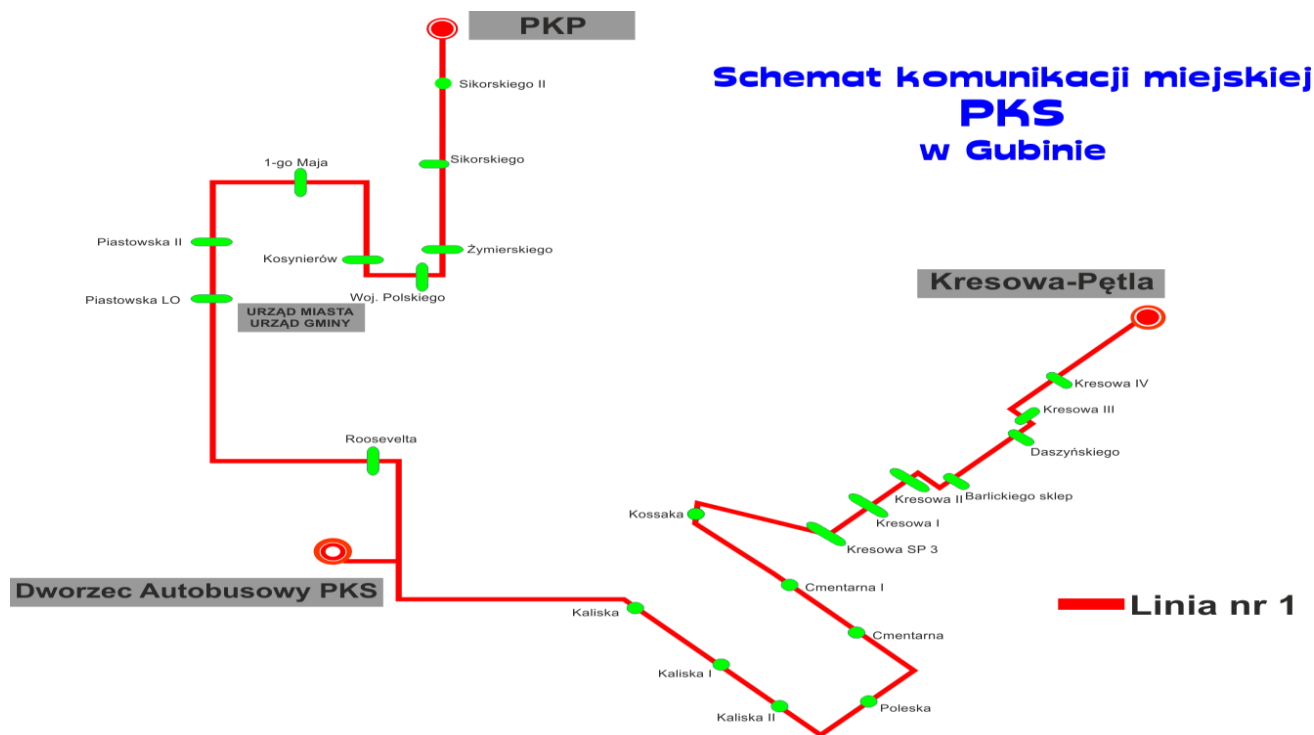 PKP
Schemat komunikacji miejskiej
PKS
w Gubinie
Sikorskiego II
Sikorskiego
1-go Maja
Piastowska II
Kosynierów
Żymierskiego
Woj. Polskiego
Piastowska LO
URZĄD MIASTA
URZĄD GMINY
Kresowa-Pętla
Kresowa IV
Kresowa III
Daszyńskiego
Roosevelta
Barlickiego sklep
Kresowa II
Kresowa I
Kresowa SP 3
Kossaka
Dworzec Autobusowy PKS
Cmentarna I
Cmentarna
Linia nr 1
Kaliska
Kaliska I
Kaliska II
Poleska